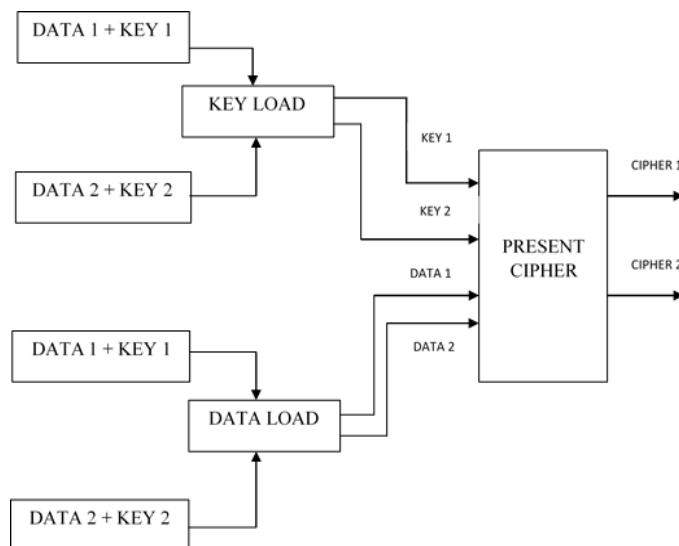 DATA 1 + KEY 1
KEY LOAD
DATA 2 + KEY 2
KEY 1
KEY 2
DATA 1
DATA 2
PRESENT
CIPHER
CIPHER 1
CIPHER 2
DATA 1 + KEY 1
DATA LOAD
DATA 2 + KEY 2